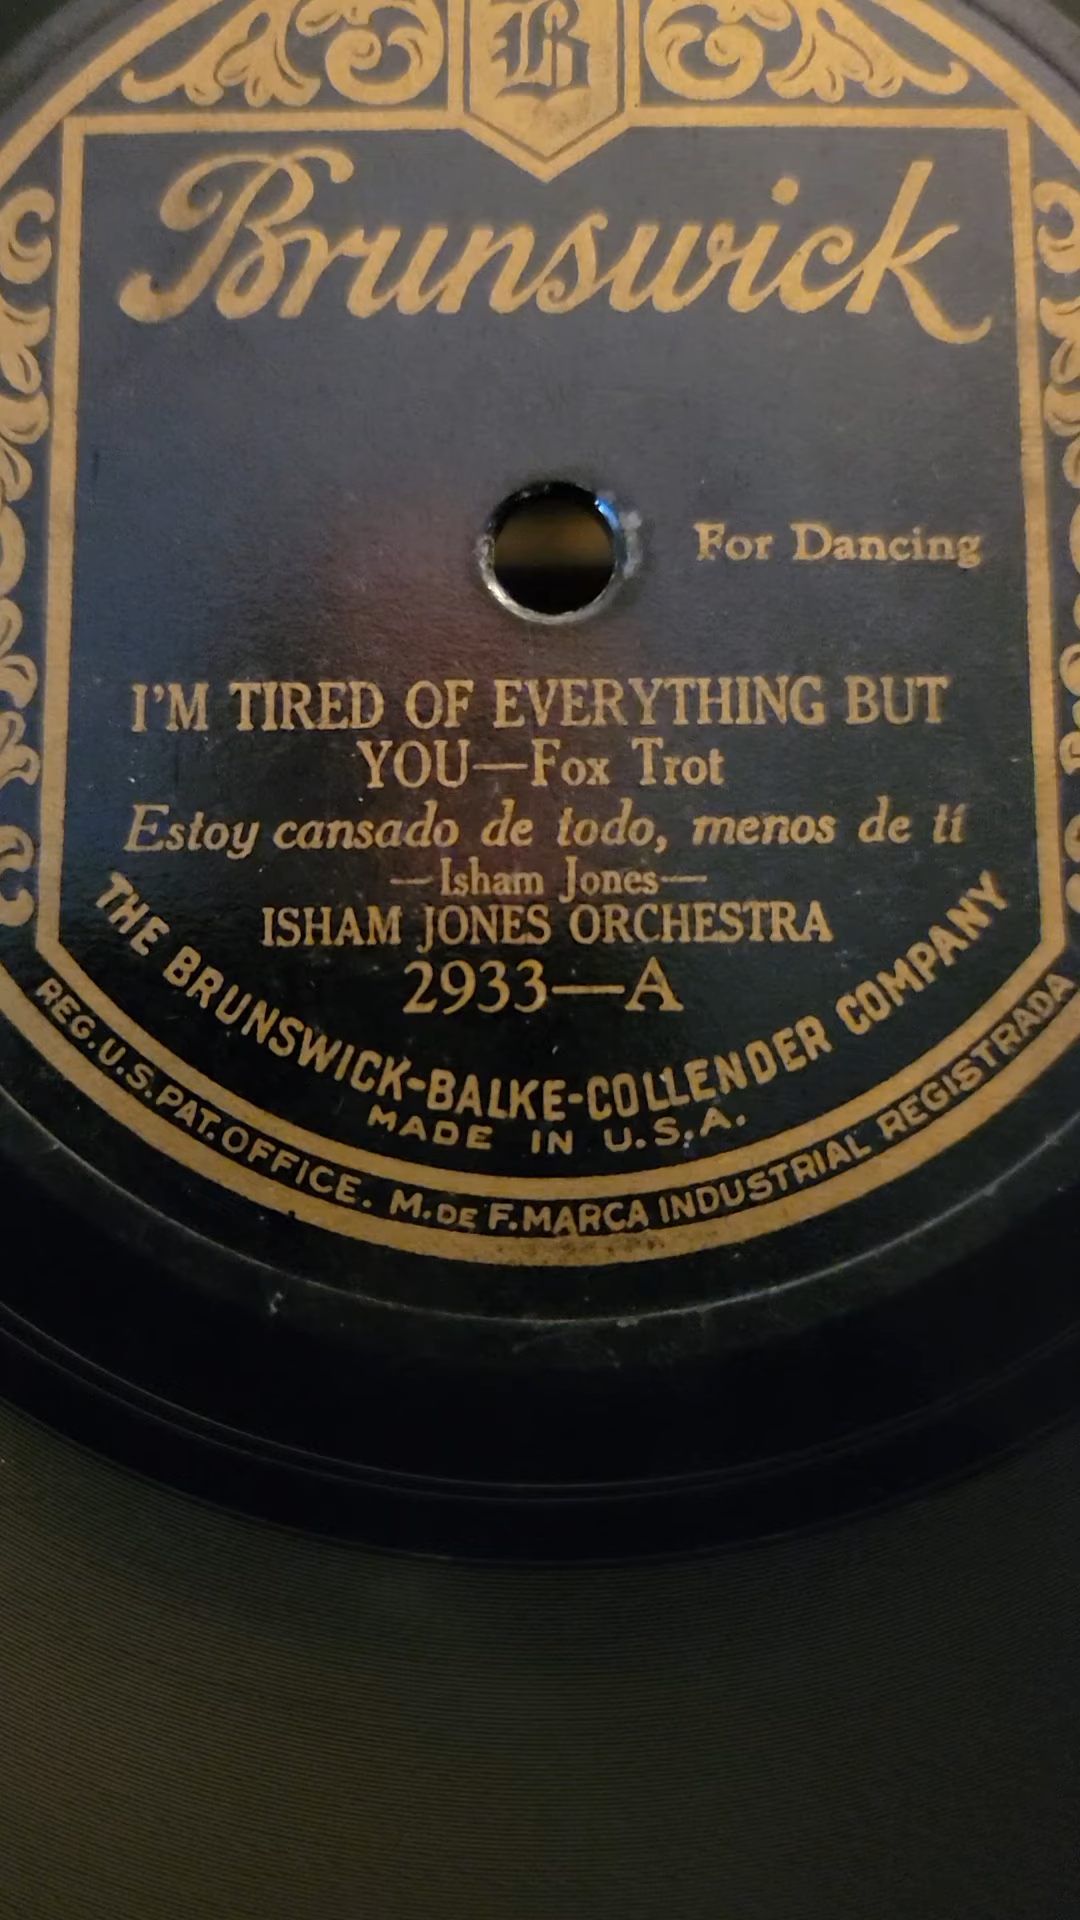 B
Brunswick
For Dancing
I'M TIRED OF EVERYTHING BUT
YOU—Fox Trot
Estoy cansado de todo, menos de tí
—Isham Jones—
ISHAM JONES ORCHESTRA
2933—A
THE BRUNSWICK-BALKE-COLLENDER COMPANY
MADE IN U.S.A.
REG.U.S.PAT.OFFICE. M.DE F.MARCA INDUSTRIAL REGISTRADA